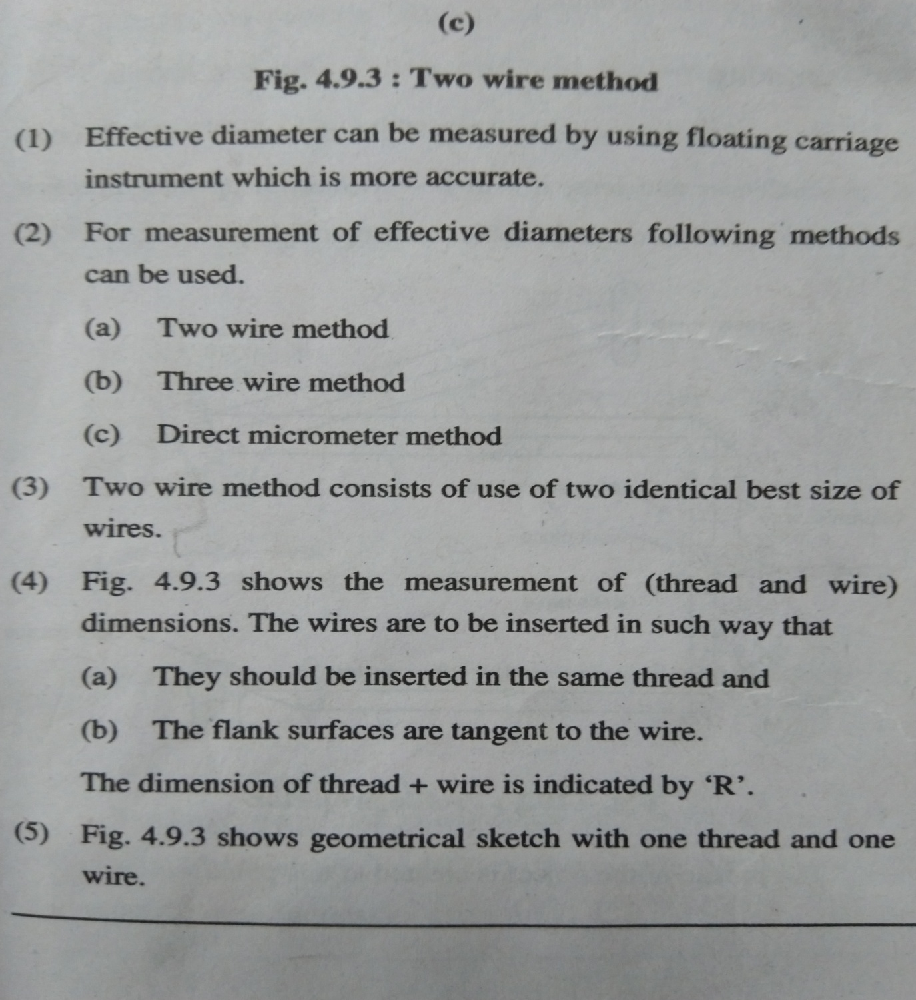 (c)
Fig. 4.9.3 : Two wire method
(1) Effective diameter can be measured by using floating carriage
instrument which is more accurate.
(2) For measurement of effective diameters following methods
can be used.
(a) Two wire method
(b) Three wire method
(c) Direct micrometer method
(3) Two wire method consists of use of two identical best size of
wires.
(4) Fig. 4.9.3 shows the measurement of (thread and wire)
dimensions. The wires are to be inserted in such way that
(a) They should be inserted in the same thread and
(b) The flank surfaces are tangent to the wire.
The dimension of thread + wire is indicated by ‘R’.
(5) Fig. 4.9.3 shows geometrical sketch with one thread and one
wire.